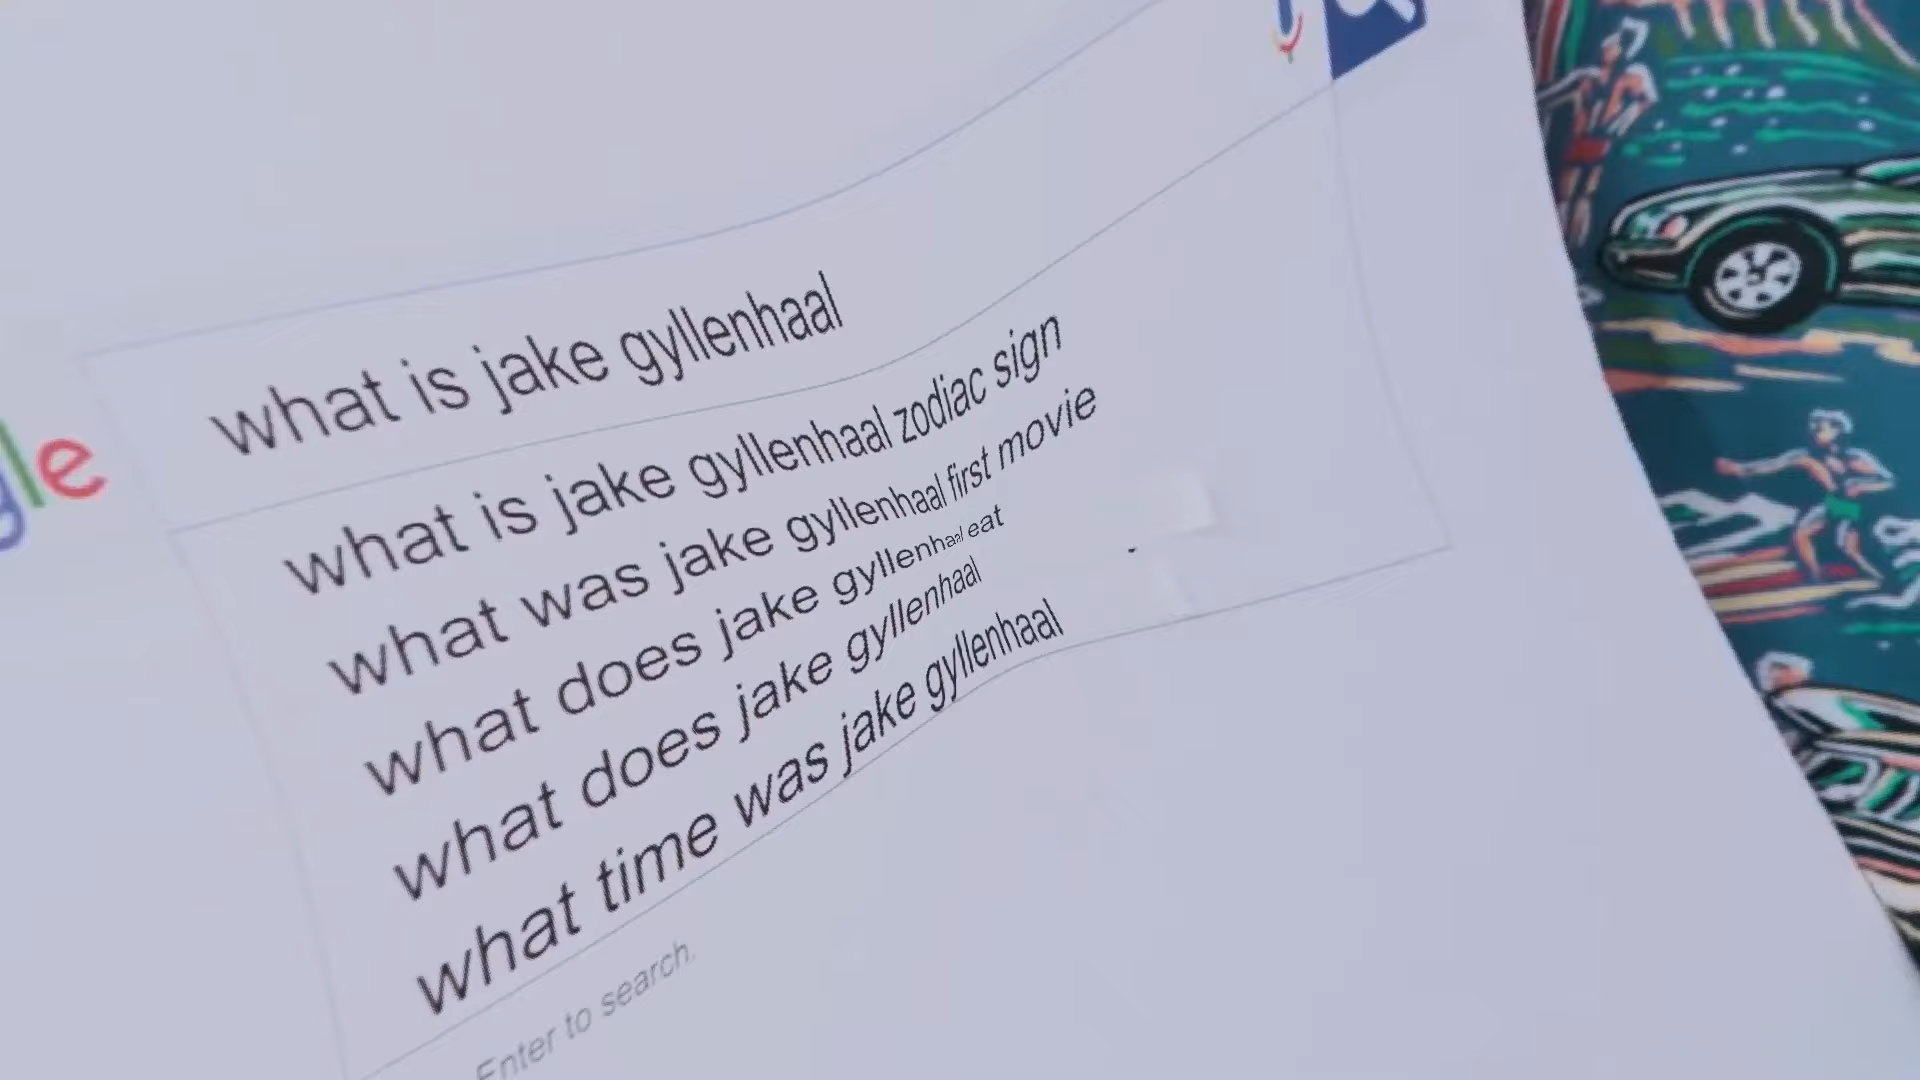 gle
what is jake gyllenhaal
what is jake gyllenhaal zodiac sign
what was jake gyllenhaal first movie
what does jake gyllenhaal eat
what does jake gyllenhaal
what time was jake gyllenhaal
Enter to search.